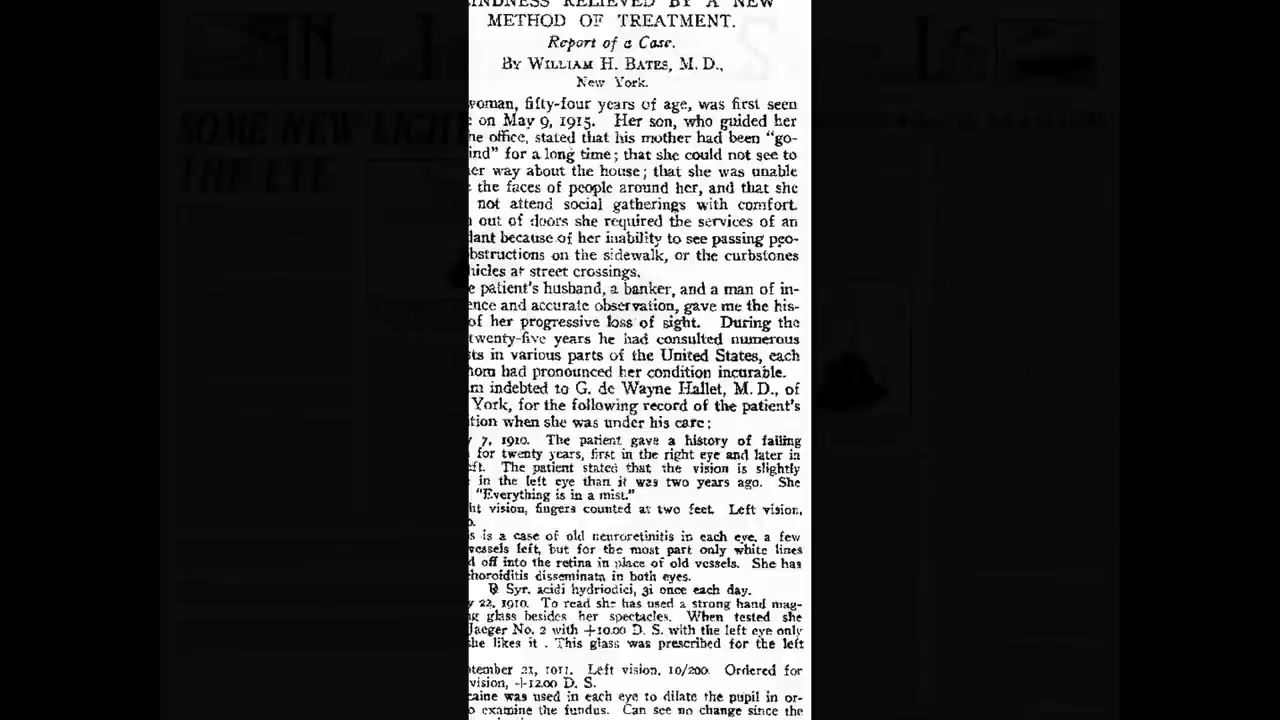 SOME NEW LIGHT
THE EYE
BLINDNESS RELIEVED BY A NEW
METHOD OF TREATMENT.
Report of a Case.
By William H. Bates, M. D.,
New York.
woman, fifty-four years of age, was first seen
on May 9, 1915. Her son, who guided her
office, stated that his mother had been "go-
ind" for a long time; that she could not see to
er way about the house; that she was unable
the faces of people around her, and that she
not attend social gatherings with comfort.
out of doors she required the services of an
dant because of her inability to see passing peo-
bstructions on the sidewalk, or the curbstones
hicles at street crossings.
e patient's husband, a banker, and a man of in-
ence and accurate observation, gave me the his-
of her progressive loss of sight. During the
twenty-five years he had consulted numerous
ts in various parts of the United States, each
hom had pronounced her condition incurable.
m indebted to G. de Wayne Hallet, M. D., of
York, for the following record of the patient's
tion when she was under his care:
y 7, 1910. The patient gave a history of failing
for twenty years, first in the right eye and later in
eft. The patient stated that the vision is slightly
in the left eye than it was two years ago. She
"Everything is in a mist."
ht vision, fingers counted at two feet. Left vision,
s is a case of old neuroretinitis in each eye, a few
vessels left, but for the most part only white lines
d off into the retina in place of old vessels. She has
horoiditis disseminata in both eyes.
℞ Syr. acidi hydriodici, ʒi once each day.
y 22, 1910. To read she has used a strong hand mag-
g glass besides her spectacles. When tested she
Jaeger No. 2 with +10.00 D. S. with the left eye only
he likes it . This glass was prescribed for the left
tember 21, 1911. Left vision, 10/200. Ordered for
vision, +12.00 D. S.
caine was used in each eye to dilate the pupil in or-
o examine the fundus. Can see no change since the